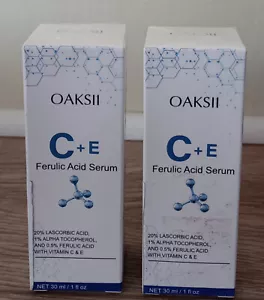 OAKSII
C+E
Ferulic Acid Serum
20% LASCORBIC ACID,
1% ALPHA TOCOPHEROL,
AND 0.5% FERULIC ACID
WITH VITAMIN C & E
NET 30 ml / 1 fl oz
OAKSII
C+E
Ferulic Acid Serum
20% LASCORBIC ACID,
1% ALPHA TOCOPHEROL,
AND 0.5% FERULIC ACID
WITH VITAMIN C & E
NET 30 ml / 1 fl oz